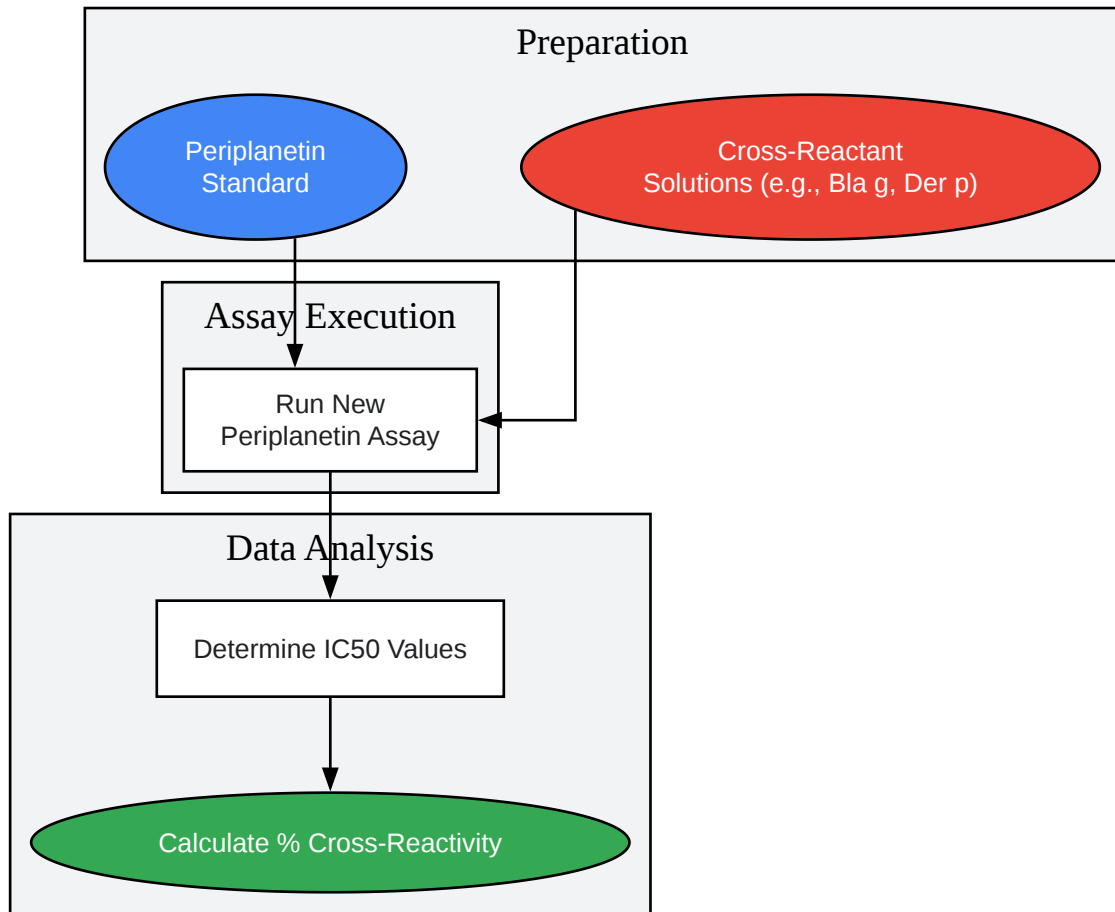 Preparation
Periplanetin
Standard
Cross-Reactant
Solutions (e.g., Bla g, Der p)
Assay Execution
Run New
Periplanetin Assay
Data Analysis
Determine IC50 Values
Calculate % Cross-Reactivity